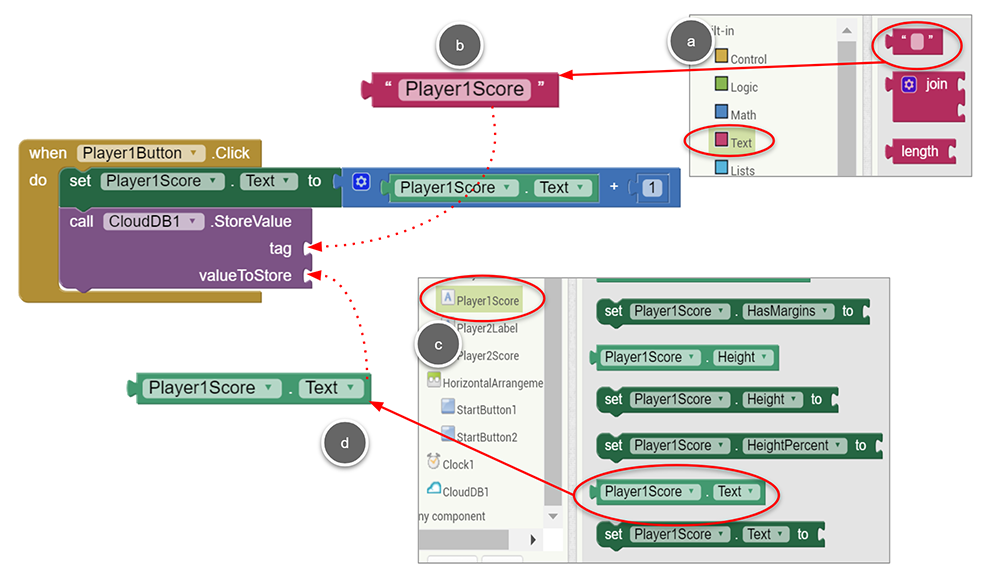 b
a
ilt-in
Control
Logic
Math
Text
Lists
“ ”
join
length
“ Player1Score ”
when Player1Button .Click
do set Player1Score . Text to Player1Score . Text + 1
call CloudDB1 .StoreValue
tag
valueToStore
Player1Score . Text
d
c
Player1Score
Player2Label
Player2Score
HorizontalArrangeme
StartButton1
StartButton2
Clock1
CloudDB1
ny component
set Player1Score . HasMargins to
Player1Score . Height
set Player1Score . Height to
set Player1Score . HeightPercent to
Player1Score . Text
set Player1Score . Text to